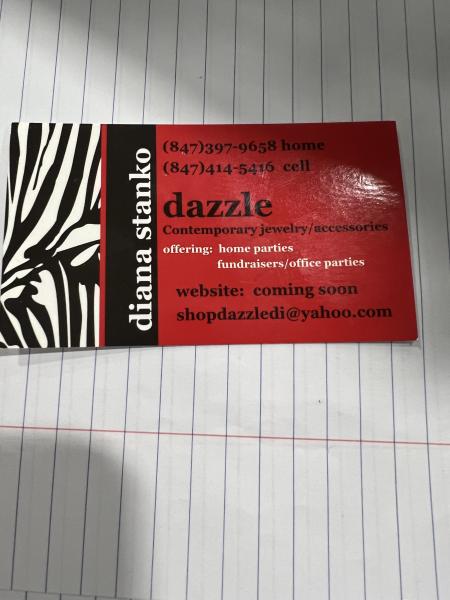 diana stanko
(847)397-9658 home
(847)414-5416 cell
dazzle
Contemporary jewelry/accessories
offering: home parties
fundraisers/office parties
website: coming soon
shopdazzledi@yahoo.com